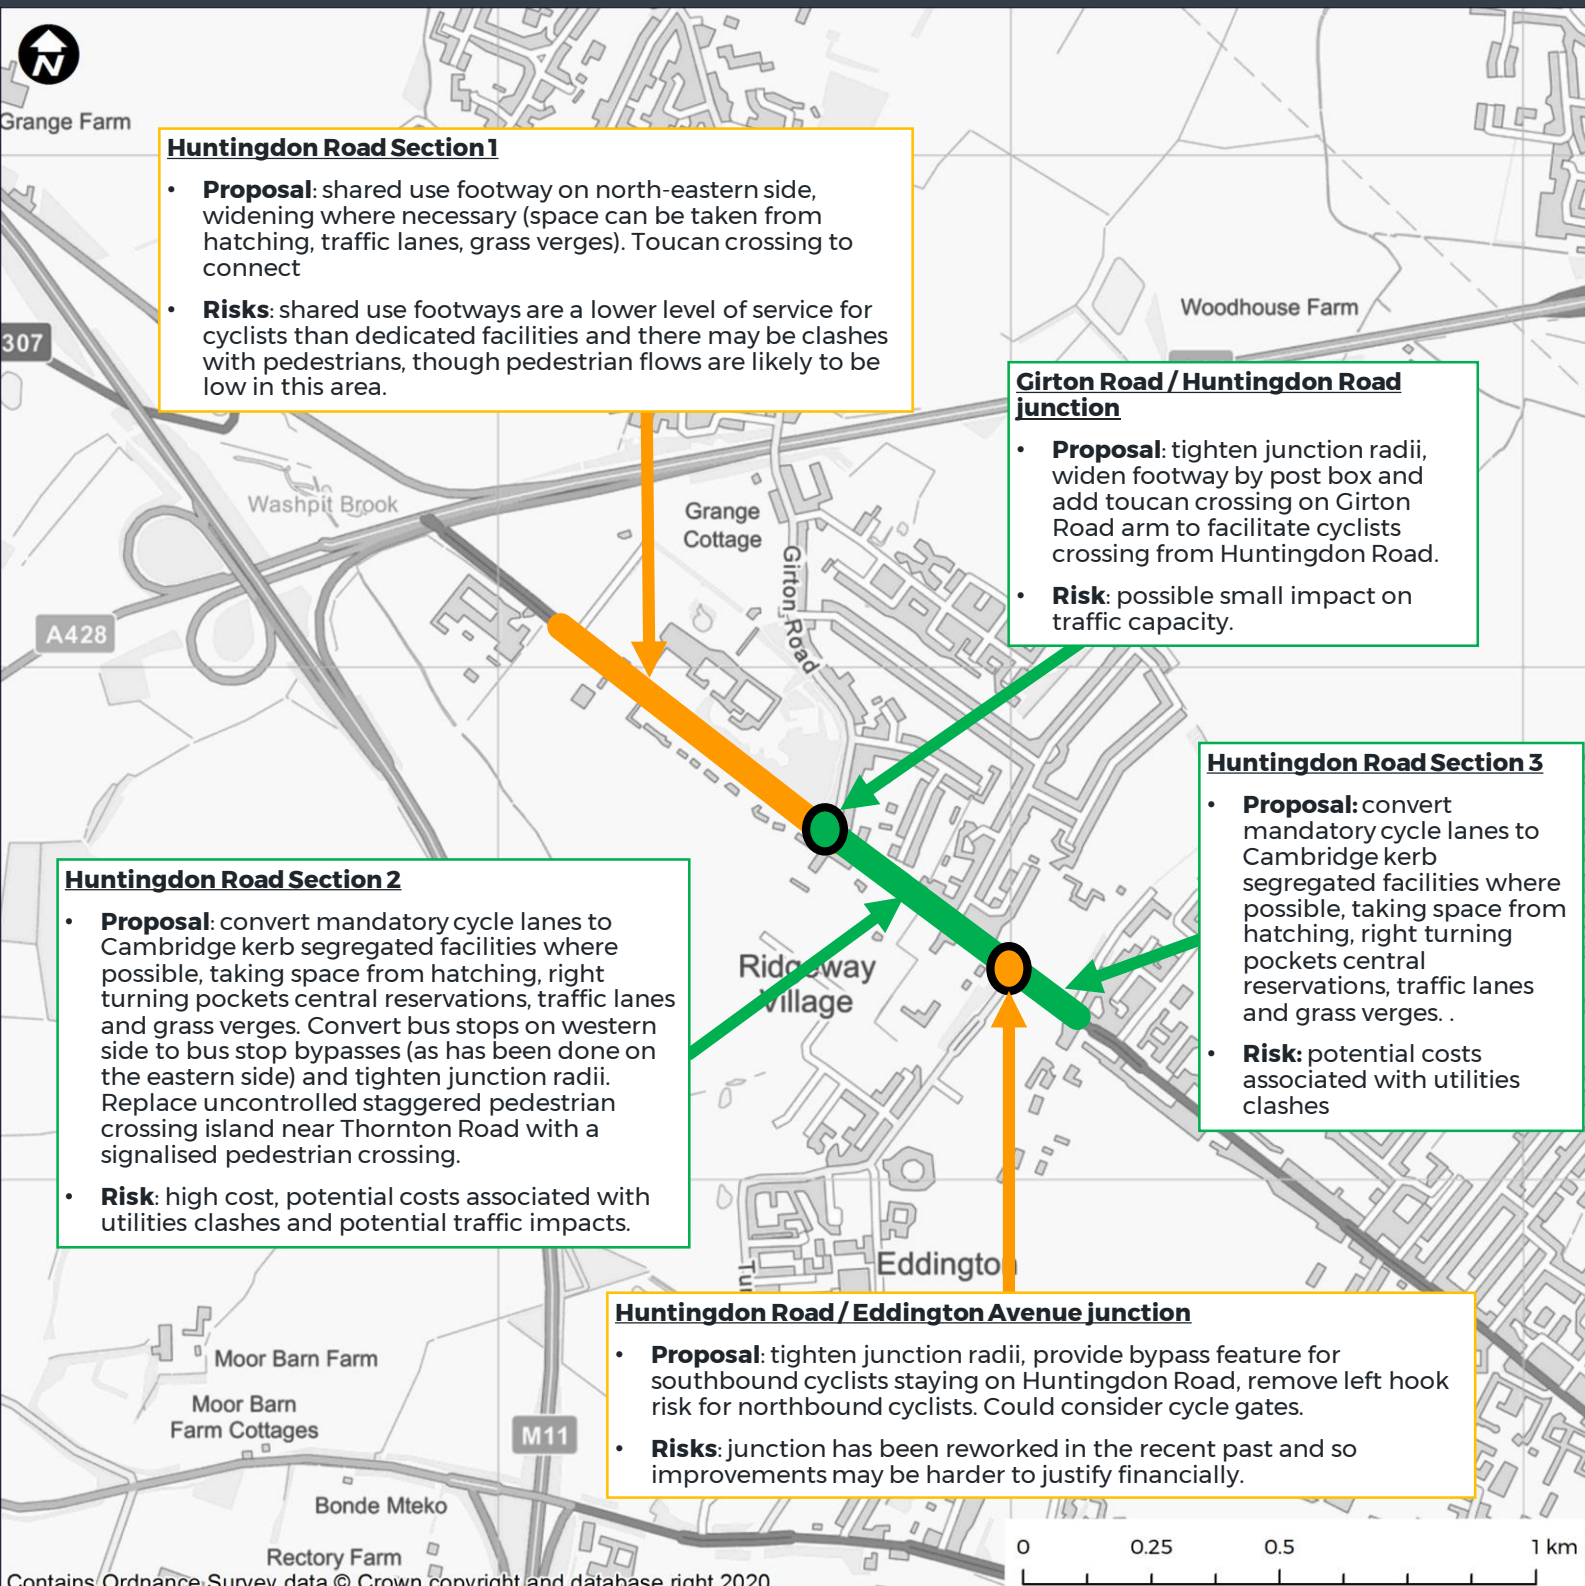 N
Grange Farm
Huntingdon Road Section 1
• Proposal: shared use footway on north-eastern side,
widening where necessary (space can be taken from
hatching, traffic lanes, grass verges). Toucan crossing to
connect
• Risks: shared use footways are a lower level of service for
cyclists than dedicated facilities and there may be clashes
with pedestrians, though pedestrian flows are likely to be
low in this area.
307
Woodhouse Farm
Girton Road / Huntingdon Road
junction
• Proposal: tighten junction radii,
widen footway by post box and
add toucan crossing on Girton
Road arm to facilitate cyclists
crossing from Huntingdon Road.
• Risk: possible small impact on
traffic capacity.
Washpit Brook
Grange
Cottage
Girton Road
A428
Huntingdon Road Section 3
• Proposal: convert
mandatory cycle lanes to
Cambridge kerb
segregated facilities where
possible, taking space from
hatching, right turning
pockets central
reservations, traffic lanes
and grass verges. .
• Risk: potential costs
associated with utilities
clashes
Huntingdon Road Section 2
• Proposal: convert mandatory cycle lanes to
Cambridge kerb segregated facilities where
possible, taking space from hatching, right
turning pockets central reservations, traffic lanes
and grass verges. Convert bus stops on western
side to bus stop bypasses (as has been done on
the eastern side) and tighten junction radii.
Replace uncontrolled staggered pedestrian
crossing island near Thornton Road with a
signalised pedestrian crossing.
• Risk: high cost, potential costs associated with
utilities clashes and potential traffic impacts.
Ridgeway
Village
Eddington
Tur
Huntingdon Road / Eddington Avenue junction
• Proposal: tighten junction radii, provide bypass feature for
southbound cyclists staying on Huntingdon Road, remove left hook
risk for northbound cyclists. Could consider cycle gates.
• Risks: junction has been reworked in the recent past and so
improvements may be harder to justify financially.
Moor Barn Farm
Moor Barn
Farm Cottages
M11
Bonde Mteko
Rectory Farm
0 0.25 0.5 1 km
Contains Ordnance Survey data © Crown copyright and database right 2020